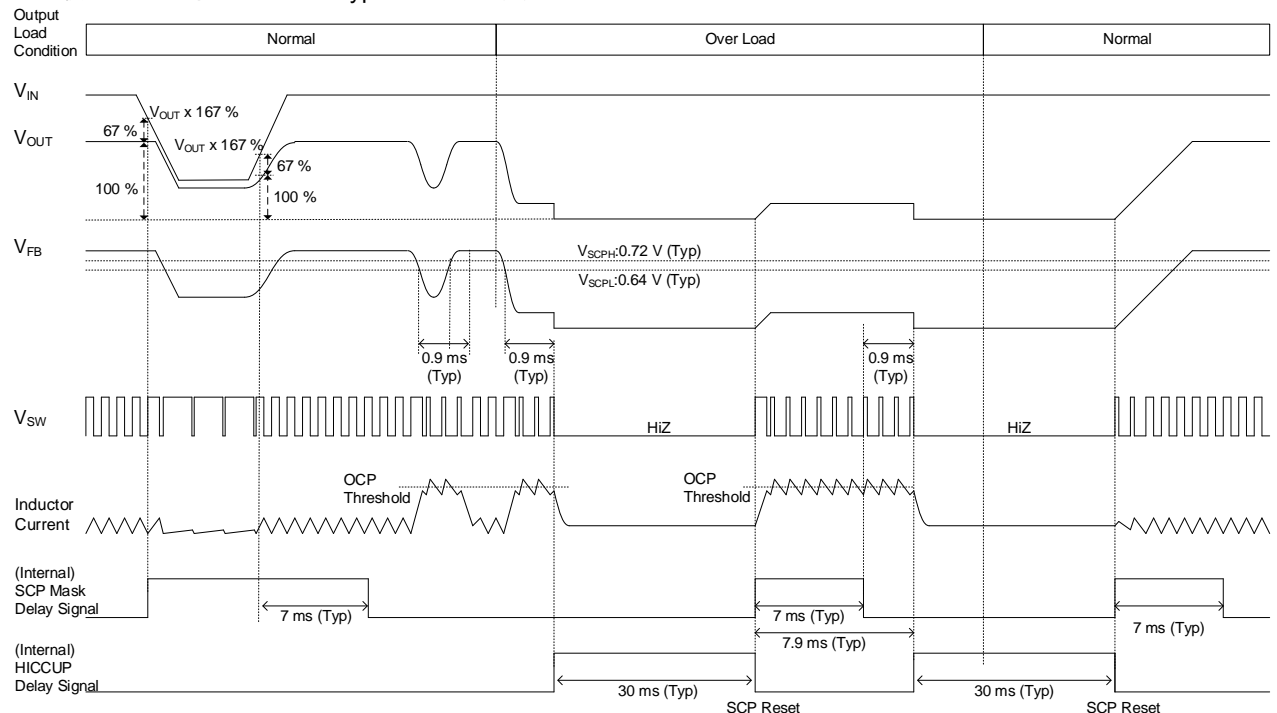 Typ
Output
Load
Condition
Normal
Over Load
Normal
VIN
VOUT x 167 %
67 %
VOUT
VOUT x 167 %
67 %
100 %
100 %
VFB
VSCPH:0.72 V (Typ)
VSCPL:0.64 V (Typ)
0.9 ms
(Typ)
0.9 ms
(Typ)
0.9 ms
(Typ)
VSW
HiZ
HiZ
OCP
Threshold
OCP
Threshold
Inductor
Current
(Internal)
SCP Mask
Delay Signal
7 ms (Typ)
7 ms (Typ)
7 ms (Typ)
7.9 ms (Typ)
(Internal)
HICCUP
Delay Signal
30 ms (Typ)
30 ms (Typ)
SCP Reset
SCP Reset